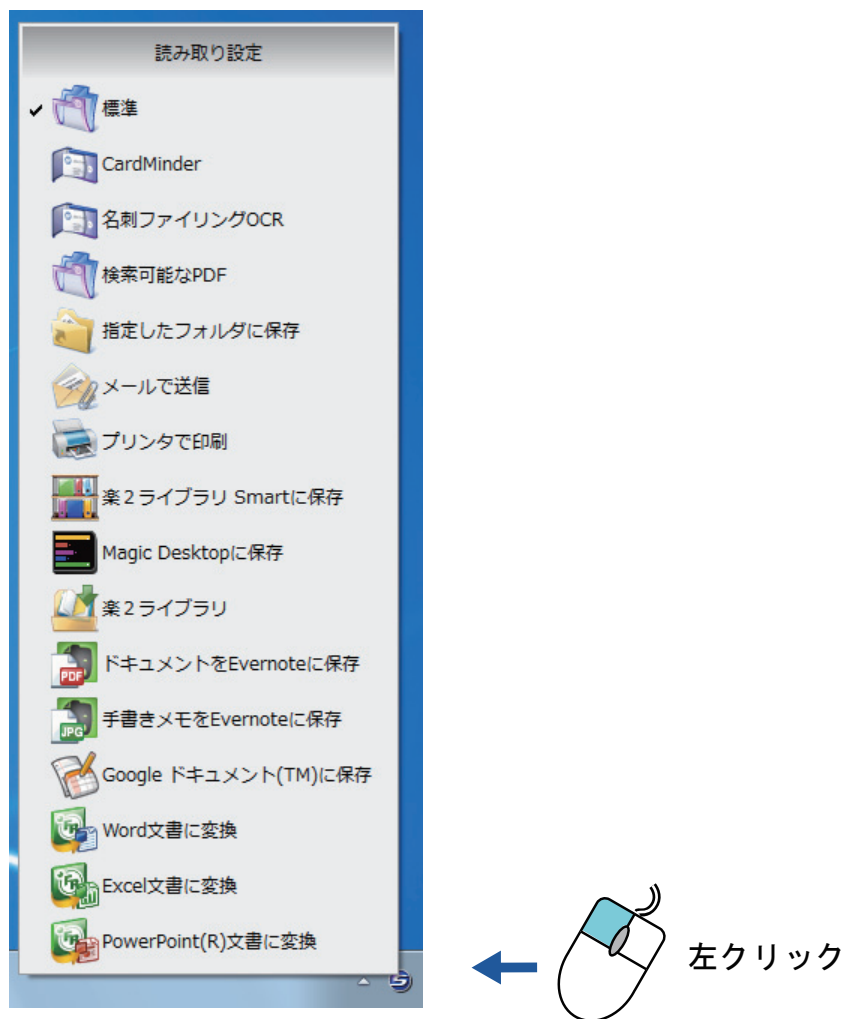 読み取り設定
標準
CardMinder
名刺ファイリングOCR
検索可能なPDF
指定したフォルダに保存
メールで送信
プリンタで印刷
楽2ライブラリ Smartに保存
Magic Desktopに保存
楽2ライブラリ
PDF
ドキュメントをEvernoteに保存
JPG
手書きメモをEvernoteに保存
Google ドキュメント(TM)に保存
Word文書に変換
Excel文書に変換
PowerPoint(R)文書に変換
左クリック